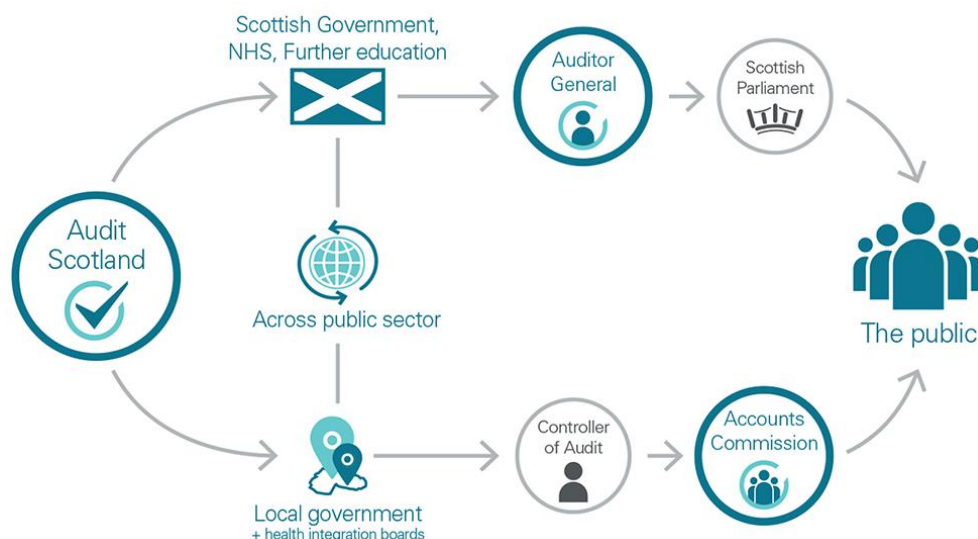 Scottish Government,
NHS, Further education
Auditor
General
Scottish
Parliament
Audit
Scotland
Across public sector
The public
Local government
+ health integration boards
Controller
of Audit
Accounts
Commission